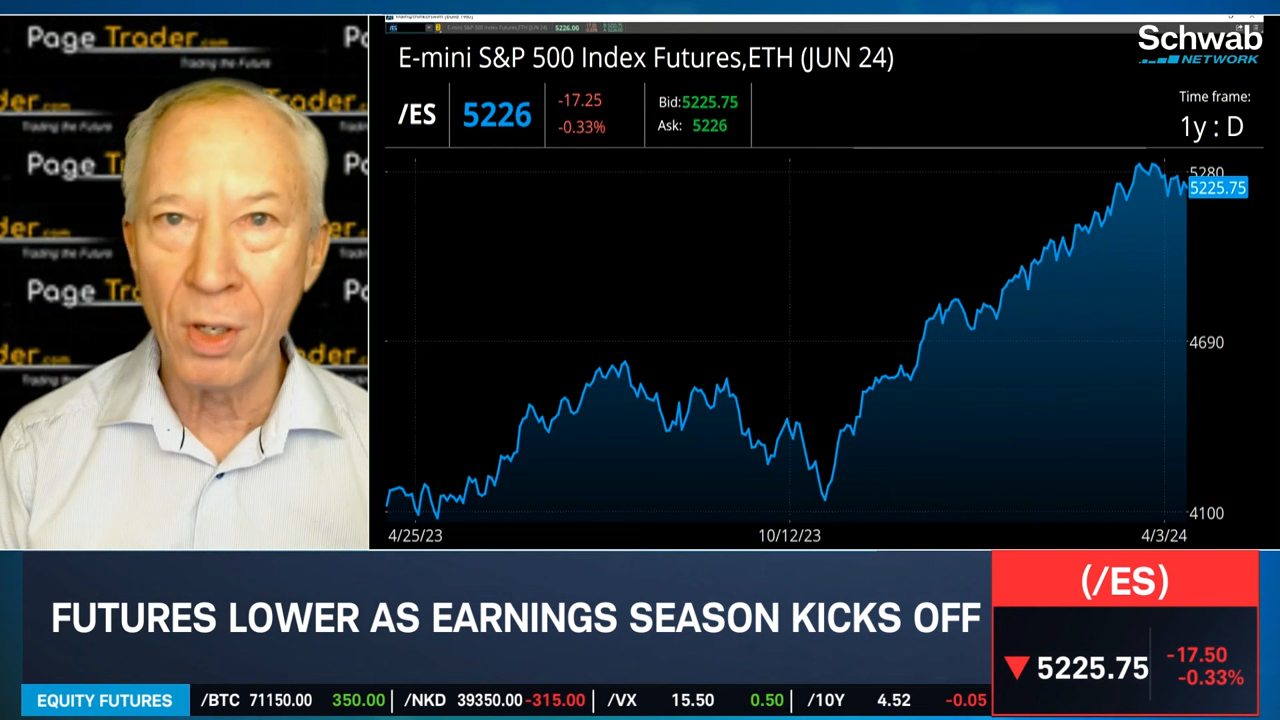 Page Trader.com
Trading the Future
E-mini S&P 500 Index Futures,ETH (JUN 24)
Schwab
NETWORK
/ES
5226
-17.25
-0.33%
Bid:5225.75
Ask: 5226
Time frame:
1y : D
5280
5225.75
4690
4100
4/25/23
10/12/23
4/3/24
FUTURES LOWER AS EARNINGS SEASON KICKS OFF
(/ES)
5225.75
-17.50
-0.33%
EQUITY FUTURES
/BTC 71150.00 350.00 | /NKD 39350.00 -315.00 | /VX 15.50 0.50 | /10Y 4.52 -0.05